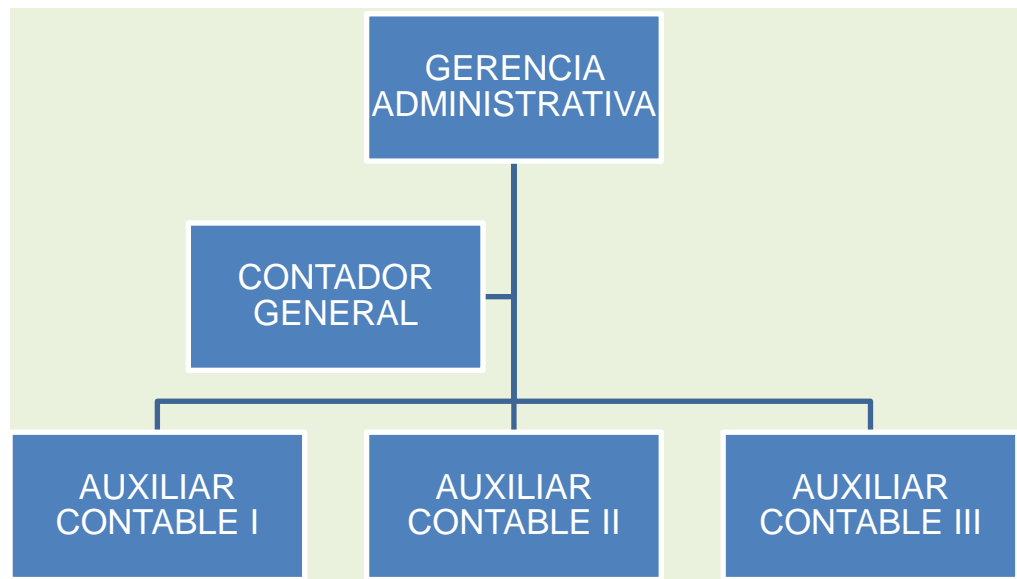 GERENCIA
ADMINISTRATIVA
CONTADOR
GENERAL
AUXILIAR
CONTABLE I
AUXILIAR
CONTABLE II
AUXILIAR
CONTABLE III